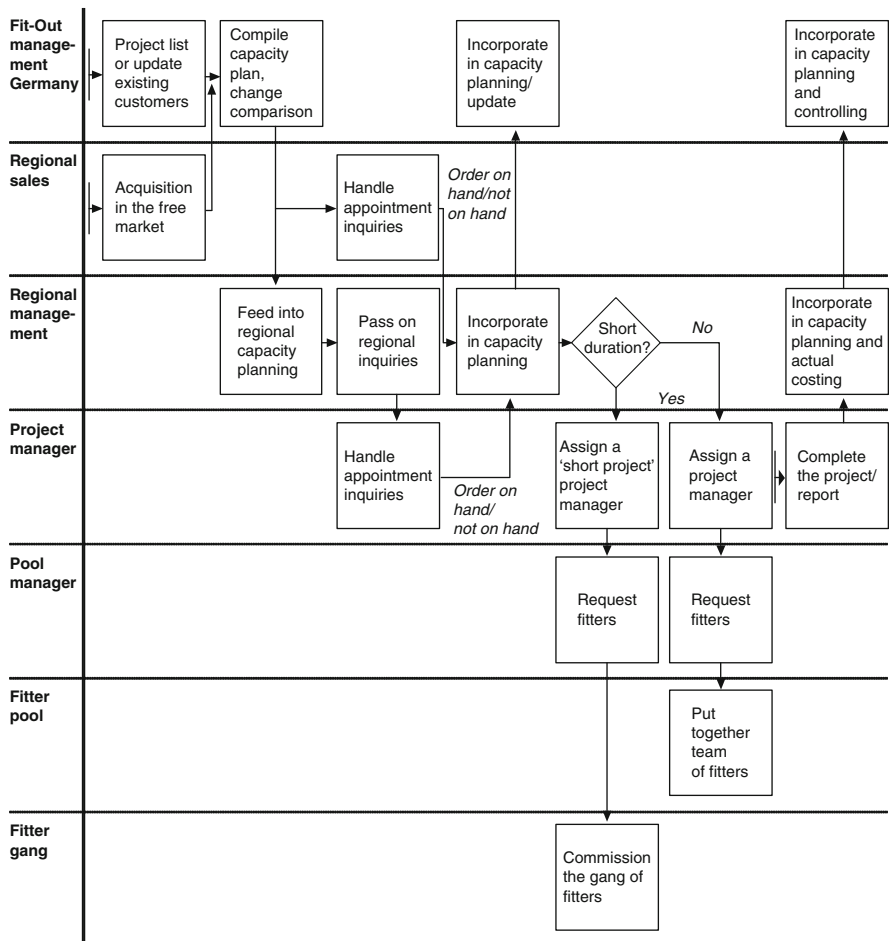 Fit-Out
manage-
ment
Germany
Project list
or update
existing
customers
Compile
capacity
plan,
change
comparison
Incorporate
in capacity
planning/
update
Incorporate
in capacity
planning
and
controlling
Regional
sales
Acquisition
in the free
market
Handle
appointment
inquiries
Order on
hand/not
on hand
Regional
manage-
ment
Feed into
regional
capacity
planning
Pass on
regional
inquiries
Incorporate
in capacity
planning
Short
duration?
No
Yes
Incorporate
in capacity
planning and
actual
costing
Project
manager
Handle
appointment
inquiries
Order on
hand/
not on hand
Assign a
‘short project’
project
manager
Assign a
project
manager
Complete
the project/
report
Pool
manager
Request
fitters
Request
fitters
Fitter
pool
Put
together
team
of fitters
Fitter
gang
Commission
the gang of
fitters